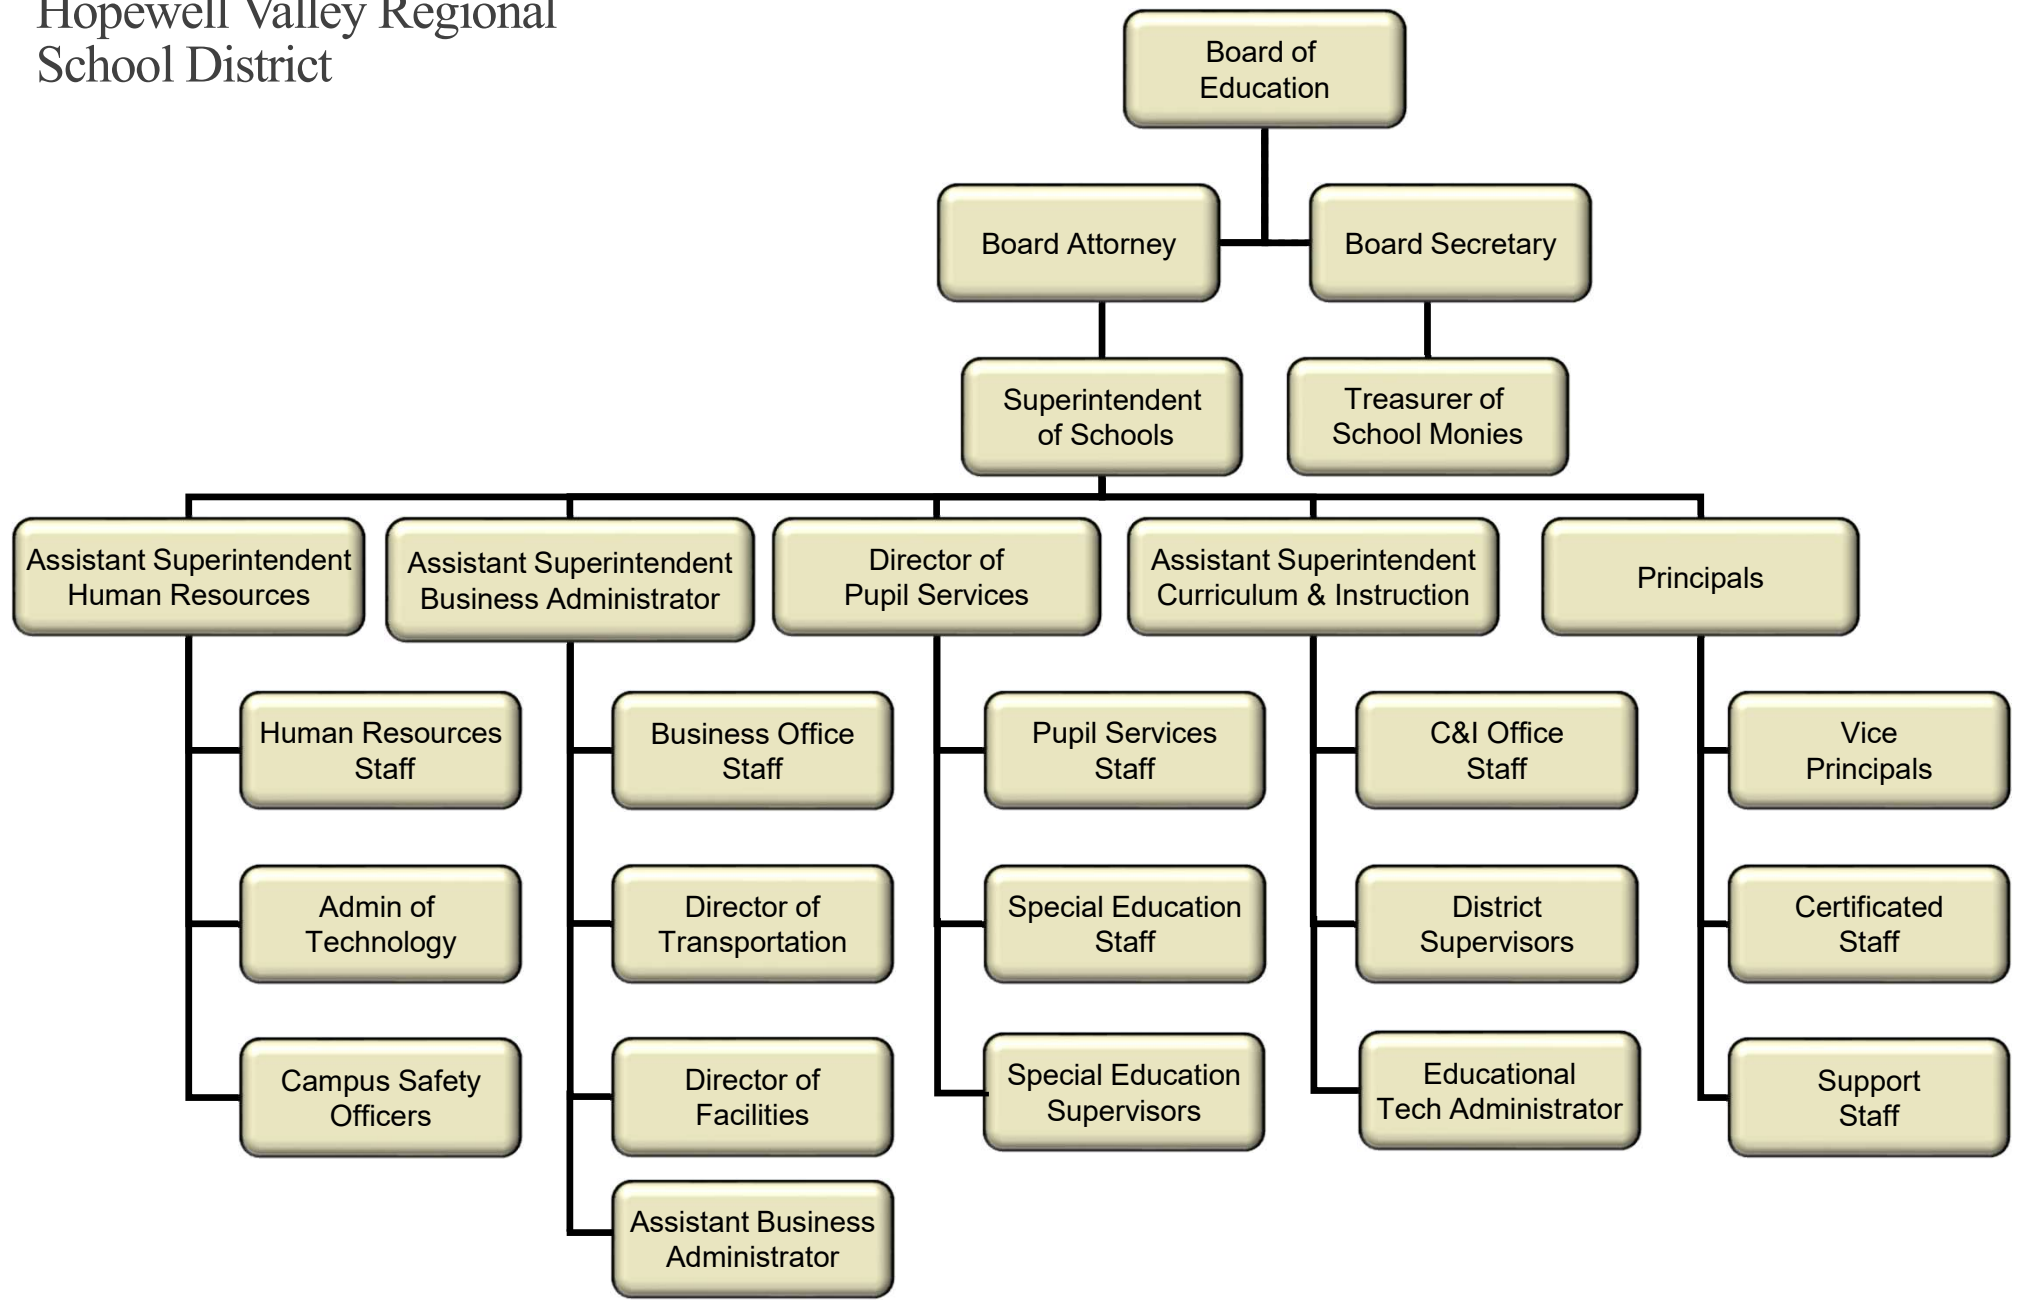 Hopewell Valley Regional
School District
Board of
Education
Board Attorney
Board Secretary
Superintendent
of Schools
Treasurer of
School Monies
Assistant Superintendent
Human Resources
Assistant Superintendent
Business Administrator
Director of
Pupil Services
Assistant Superintendent
Curriculum & Instruction
Principals
Human Resources
Staff
Business Office
Staff
Pupil Services
Staff
C&I Office
Staff
Vice
Principals
Admin of
Technology
Director of
Transportation
Special Education
Staff
District
Supervisors
Certificated
Staff
Campus Safety
Officers
Director of
Facilities
Special Education
Supervisors
Educational
Tech Administrator
Support
Staff
Assistant Business
Administrator